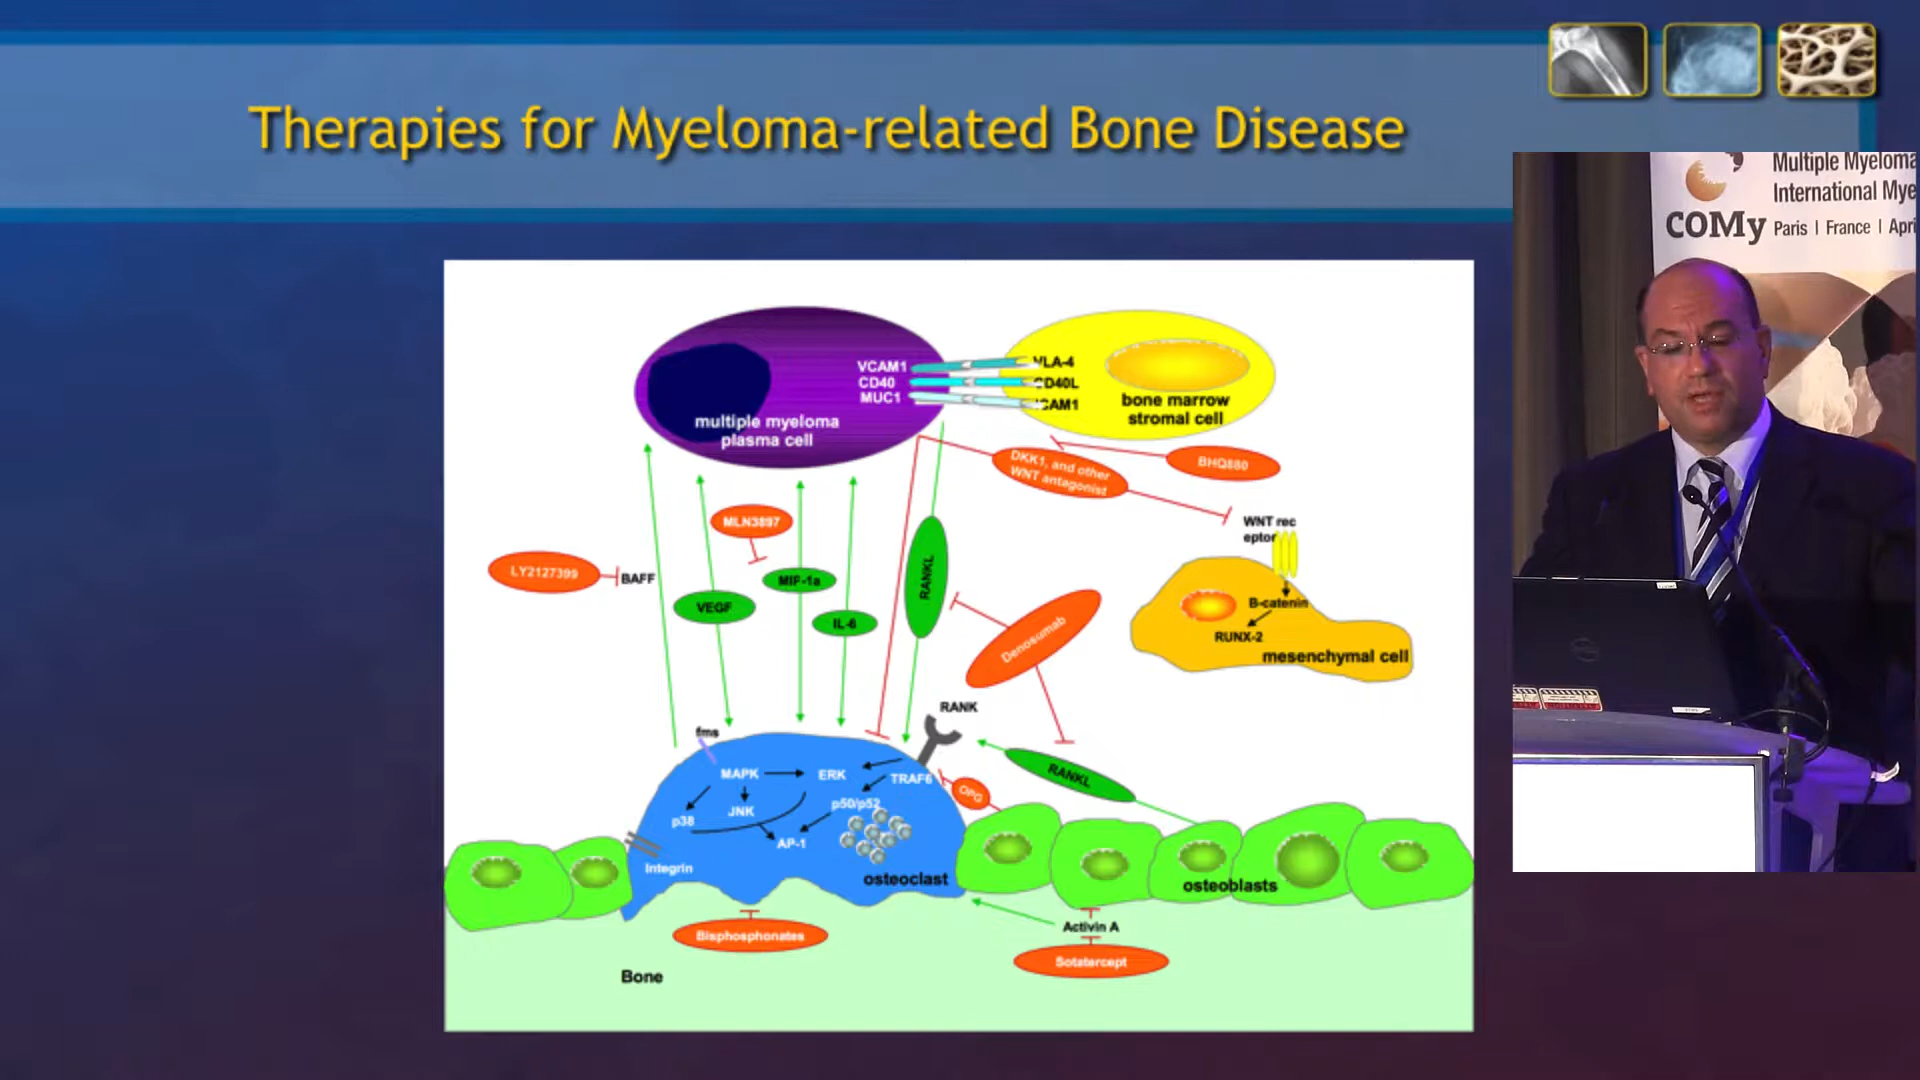 Therapies for Myeloma-related Bone Disease
Multiple Myeloma
International Mye
COMy
Paris | France | Apri
VCAM1
CD40
MUC1
VLA-4
CD40L
ICAM1
multiple myeloma
plasma cell
bone marrow
stromal cell
DKK1, and other
WNT antagonist
BHQ880
MLN3897
WNT rec
eptor
LY2127399
BAFF
MIP-1a
RANKL
VEGF
IL-6
Denosumab
B-catenin
RUNX-2
mesenchymal cell
RANK
fms
MAPK
ERK
TRAF6
RANKL
OPG
p38
JNK
p50/p52
AP-1
Integrin
osteoclast
osteoblasts
Activin A
Bisphosphonates
Sotatercept
Bone